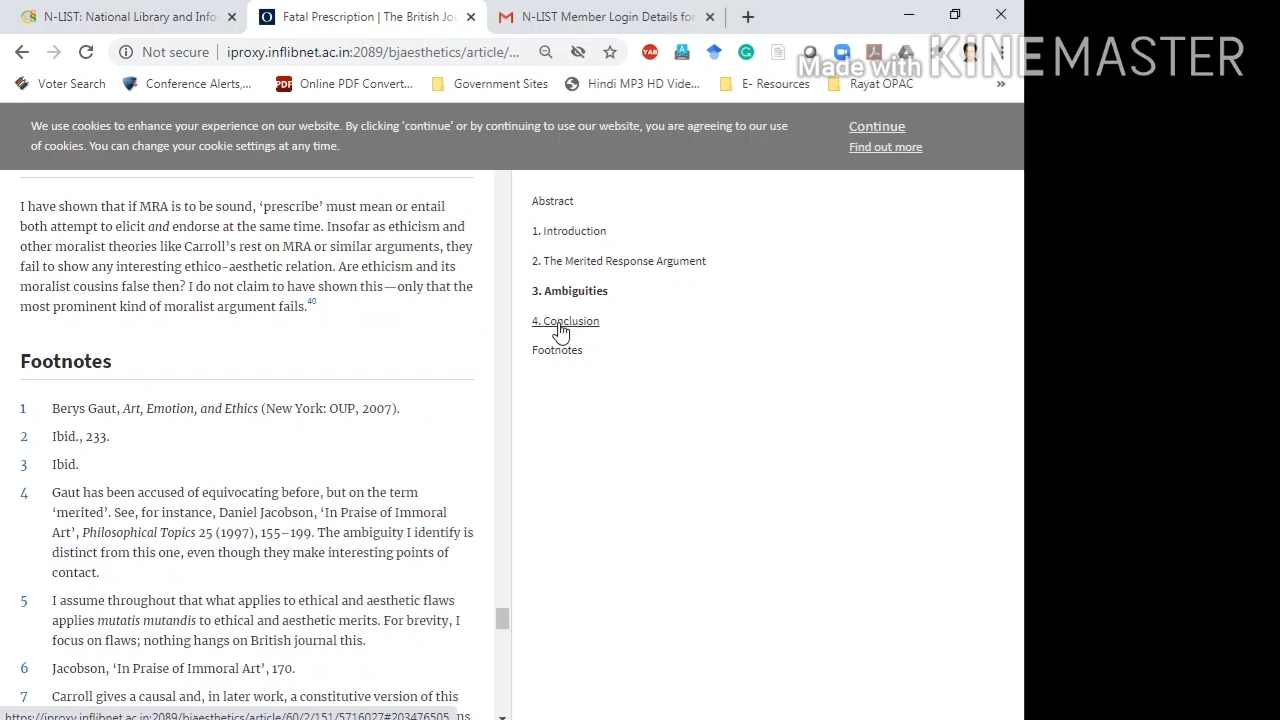 N-LIST: National Library and Info
Fatal Prescription | The British Jou
N-LIST Member Login Details for
Not secure
iproxy.inflibnet.ac.in:2089/bjaesthetics/article/...
Made with KINEMASTER
Voter Search
Conference Alerts,...
Online PDF Convert...
Government Sites
Hindi MP3 HD Vide...
E- Resources
Rayat OPAC
»
We use cookies to enhance your experience on our website. By clicking 'continue' or by continuing to use our website, you are agreeing to our use
of cookies. You can change your cookie settings at any time.
Continue
Find out more
I have shown that if MRA is to be sound, ‘prescribe’ must mean or entail
both attempt to elicit and endorse at the same time. Insofar as ethicism and
other moralist theories like Carroll’s rest on MRA or similar arguments, they
fail to show any interesting ethico-aesthetic relation. Are ethicism and its
moralist cousins false then? I do not claim to have shown this—only that the
most prominent kind of moralist argument fails.40
Footnotes
1 Berys Gaut, Art, Emotion, and Ethics (New York: OUP, 2007).
2 Ibid., 233.
3 Ibid.
4 Gaut has been accused of equivocating before, but on the term
‘merited’. See, for instance, Daniel Jacobson, ‘In Praise of Immoral
Art’, Philosophical Topics 25 (1997), 155–199. The ambiguity I identify is
distinct from this one, even though they make interesting points of
contact.
5 I assume throughout that what applies to ethical and aesthetic flaws
applies mutatis mutandis to ethical and aesthetic merits. For brevity, I
focus on flaws; nothing hangs on British journal this.
6 Jacobson, ‘In Praise of Immoral Art’, 170.
7 Carroll gives a causal and, in later work, a constitutive version of this
https://iproxy.inflibnet.ac.in:2089/bjaesthetics/article/60/2/151/5716027#203476505
Abstract
1. Introduction
2. The Merited Response Argument
3. Ambiguities
4. Conclusion
Footnotes